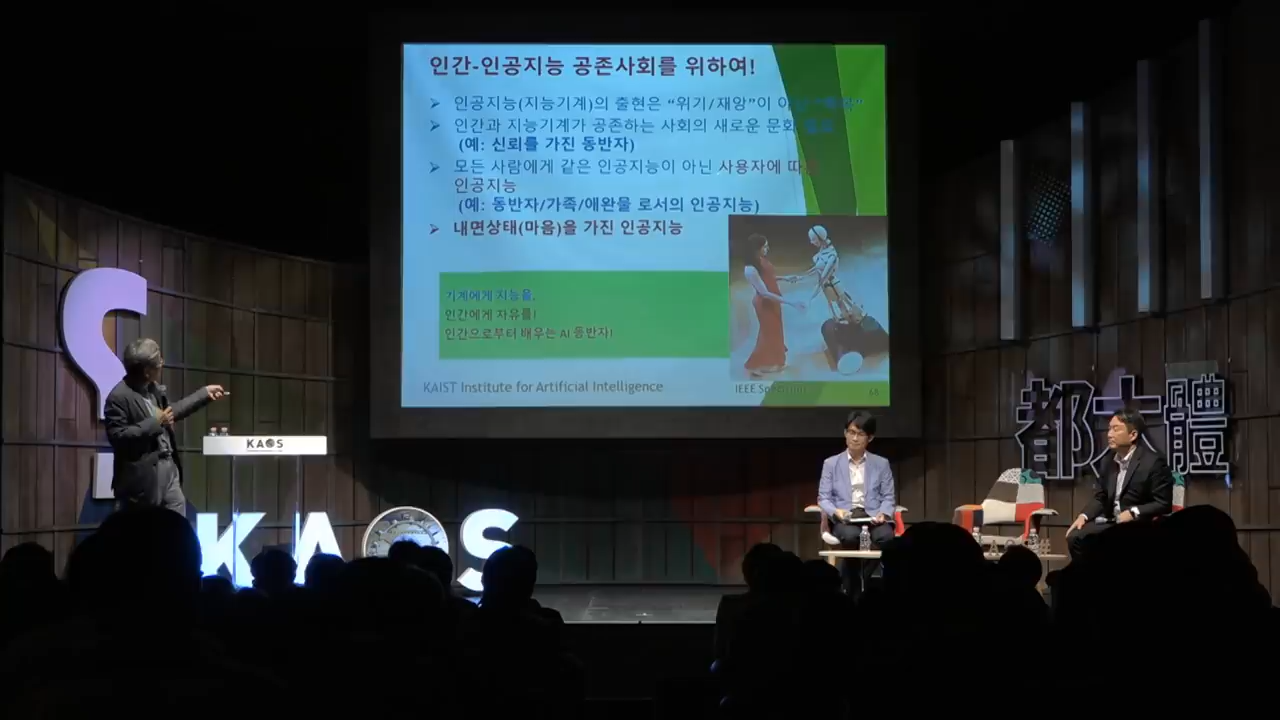 인간-인공지능 공존사회를 위하여!
➢ 인공지능(지능기계)의 출현은 “위기/재앙”이
➢ 인간과 지능기계가 공존하는 사회의 새로운 문화
(예: 신뢰를 가진 동반자)
➢ 모든 사람에게 같은 인공지능이 아닌 사용자에 따른
인공지능
(예: 동반자/가족/애완물 로서의 인공지능)
➢ 내면상태(마음)을 가진 인공지능
기계에게 지능을,
인간에게 자유를!
인간으로부터 배우는 AI 동반자!
KAIST Institute for Artificial Intelligence
IEEE
KAOS
都大體
?
KAOS